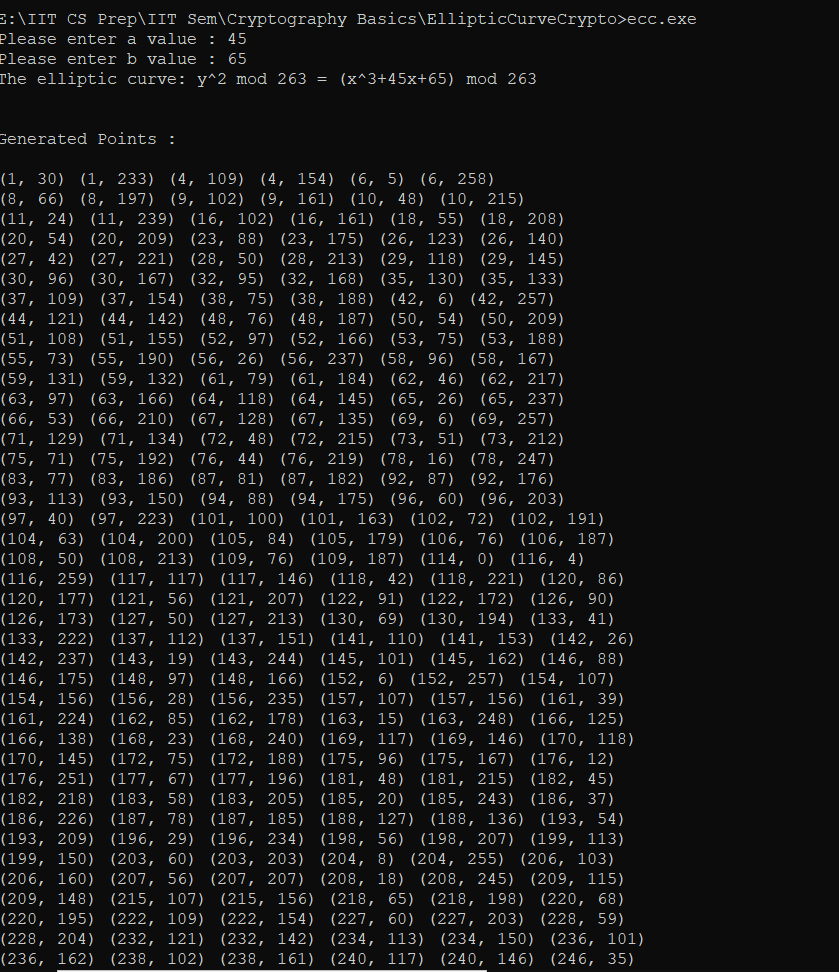 E:\IIT CS Prep\IIT Sem\Cryptography Basics\EllipticCurveCrypto>ecc.exe
Please enter a value : 45
Please enter b value : 65
The elliptic curve: y^2 mod 263 = (x^3+45x+65) mod 263
Generated Points :
(1, 30) (1, 233) (4, 109) (4, 154) (6, 5) (6, 258)
(8, 66) (8, 197) (9, 102) (9, 161) (10, 48) (10, 215)
(11, 24) (11, 239) (16, 102) (16, 161) (18, 55) (18, 208)
(20, 54) (20, 209) (23, 88) (23, 175) (26, 123) (26, 140)
(27, 42) (27, 221) (28, 50) (28, 213) (29, 118) (29, 145)
(30, 96) (30, 167) (32, 95) (32, 168) (35, 130) (35, 133)
(37, 109) (37, 154) (38, 75) (38, 188) (42, 6) (42, 257)
(44, 121) (44, 142) (48, 76) (48, 187) (50, 54) (50, 209)
(51, 108) (51, 155) (52, 97) (52, 166) (53, 75) (53, 188)
(55, 73) (55, 190) (56, 26) (56, 237) (58, 96) (58, 167)
(59, 131) (59, 132) (61, 79) (61, 184) (62, 46) (62, 217)
(63, 97) (63, 166) (64, 118) (64, 145) (65, 26) (65, 237)
(66, 53) (66, 210) (67, 128) (67, 135) (69, 6) (69, 257)
(71, 129) (71, 134) (72, 48) (72, 215) (73, 51) (73, 212)
(75, 71) (75, 192) (76, 44) (76, 219) (78, 16) (78, 247)
(83, 77) (83, 186) (87, 81) (87, 182) (92, 87) (92, 176)
(93, 113) (93, 150) (94, 88) (94, 175) (96, 60) (96, 203)
(97, 40) (97, 223) (101, 100) (101, 163) (102, 72) (102, 191)
(104, 63) (104, 200) (105, 84) (105, 179) (106, 76) (106, 187)
(108, 50) (108, 213) (109, 76) (109, 187) (114, 0) (116, 4)
(116, 259) (117, 117) (117, 146) (118, 42) (118, 221) (120, 86)
(120, 177) (121, 56) (121, 207) (122, 91) (122, 172) (126, 90)
(126, 173) (127, 50) (127, 213) (130, 69) (130, 194) (133, 41)
(133, 222) (137, 112) (137, 151) (141, 110) (141, 153) (142, 26)
(142, 237) (143, 19) (143, 244) (145, 101) (145, 162) (146, 88)
(146, 175) (148, 97) (148, 166) (152, 6) (152, 257) (154, 107)
(154, 156) (156, 28) (156, 235) (157, 107) (157, 156) (161, 39)
(161, 224) (162, 85) (162, 178) (163, 15) (163, 248) (166, 125)
(166, 138) (168, 23) (168, 240) (169, 117) (169, 146) (170, 118)
(170, 145) (172, 75) (172, 188) (175, 96) (175, 167) (176, 12)
(176, 251) (177, 67) (177, 196) (181, 48) (181, 215) (182, 45)
(182, 218) (183, 58) (183, 205) (185, 20) (185, 243) (186, 37)
(186, 226) (187, 78) (187, 185) (188, 127) (188, 136) (193, 54)
(193, 209) (196, 29) (196, 234) (198, 56) (198, 207) (199, 113)
(199, 150) (203, 60) (203, 203) (204, 8) (204, 255) (206, 103)
(206, 160) (207, 56) (207, 207) (208, 18) (208, 245) (209, 115)
(209, 148) (215, 107) (215, 156) (218, 65) (218, 198) (220, 68)
(220, 195) (222, 109) (222, 154) (227, 60) (227, 203) (228, 59)
(228, 204) (232, 121) (232, 142) (234, 113) (234, 150) (236, 101)
(236, 162) (238, 102) (238, 161) (240, 117) (240, 146) (246, 35)